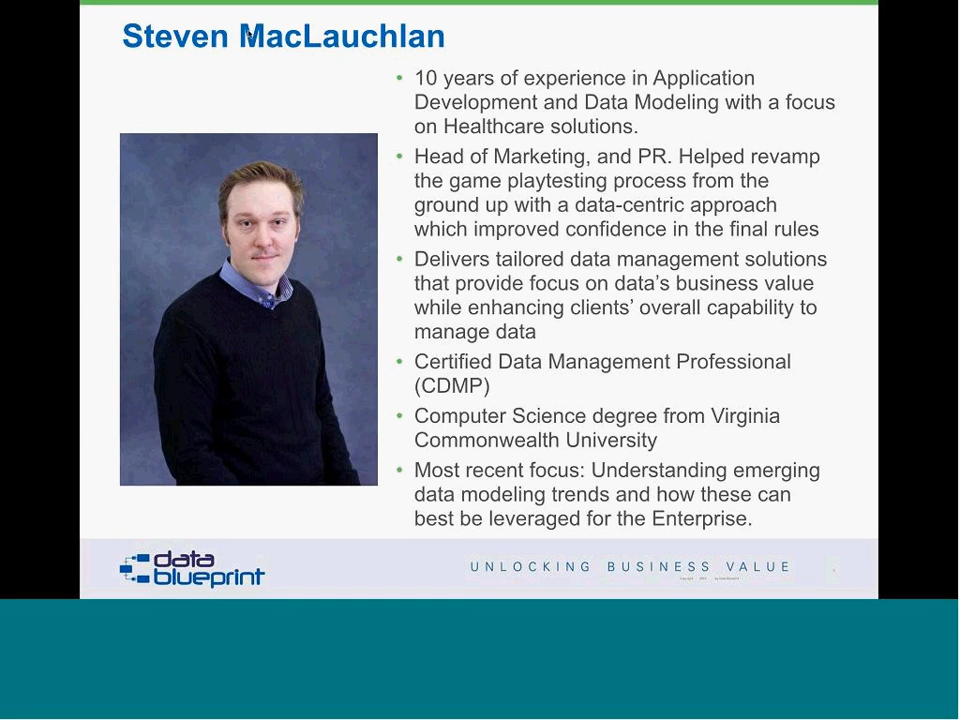 Steven MacLauchlan
• 10 years of experience in Application
Development and Data Modeling with a focus
on Healthcare solutions.
• Head of Marketing, and PR. Helped revamp
the game playtesting process from the
ground up with a data-centric approach
which improved confidence in the final rules
• Delivers tailored data management solutions
that provide focus on data's business value
while enhancing clients' overall capability to
manage data
• Certified Data Management Professional
(CDMP)
• Computer Science degree from Virginia
Commonwealth University
• Most recent focus: Understanding emerging
data modeling trends and how these can
best be leveraged for the Enterprise.
data
blueprint
UNLOCKING BUSINESS VALUE